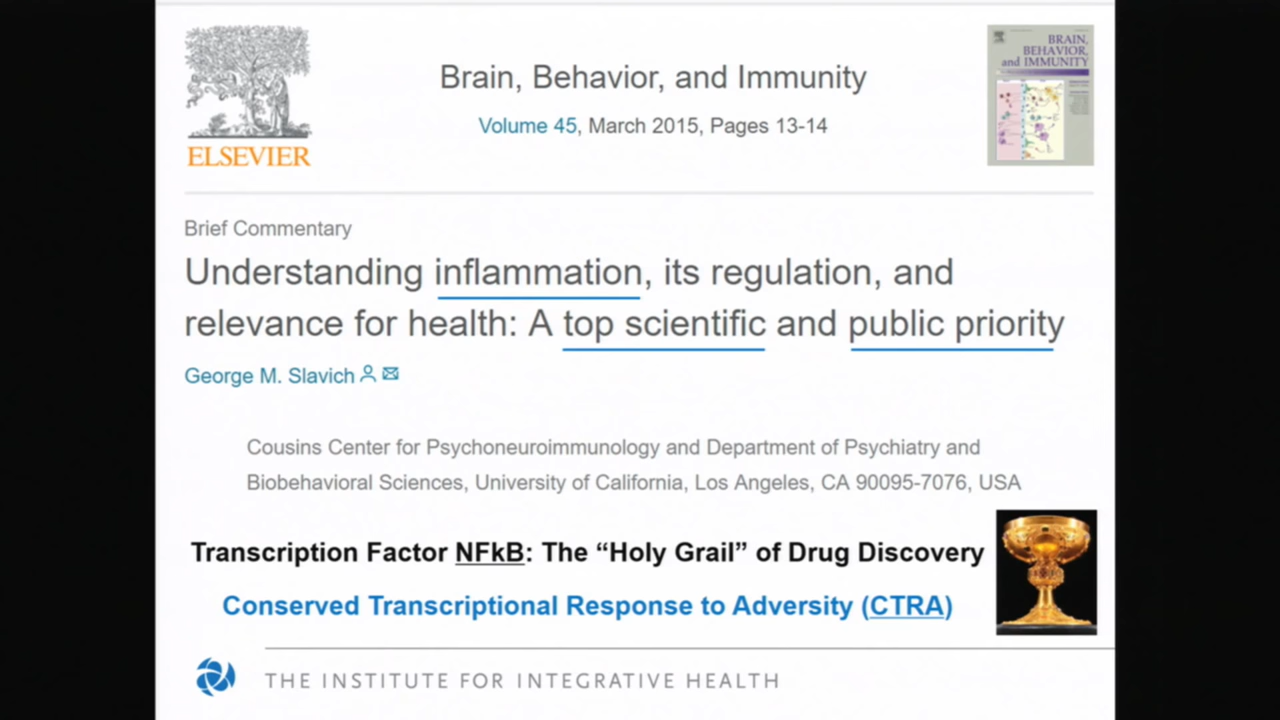 ELSEVIER
Brain, Behavior, and Immunity
Volume 45, March 2015, Pages 13-14
BRAIN,
BEHAVIOR,
and IMMUNITY
Brief Commentary
Understanding inflammation, its regulation, and
relevance for health: A top scientific and public priority
George M. Slavich
Cousins Center for Psychoneuroimmunology and Department of Psychiatry and
Biobehavioral Sciences, University of California, Los Angeles, CA 90095-7076, USA
Transcription Factor NFkB: The “Holy Grail” of Drug Discovery
Conserved Transcriptional Response to Adversity (CTRA)
THE INSTITUTE FOR INTEGRATIVE HEALTH